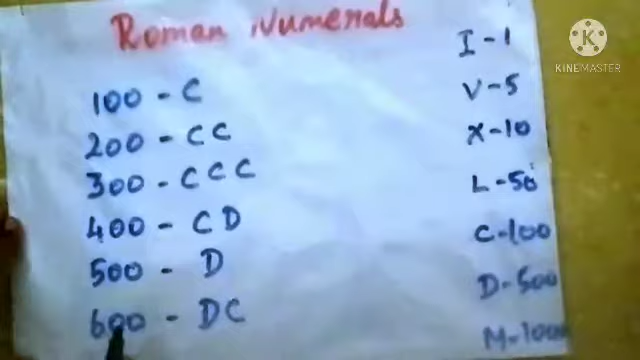 Roman Numerals
100 - C
200 - CC
300 - CCC
400 - CD
500 - D
600 - DC
I - 1
V - 5
X - 10
L - 50
C - 100
D - 500
M - 1000
KINEMASTER